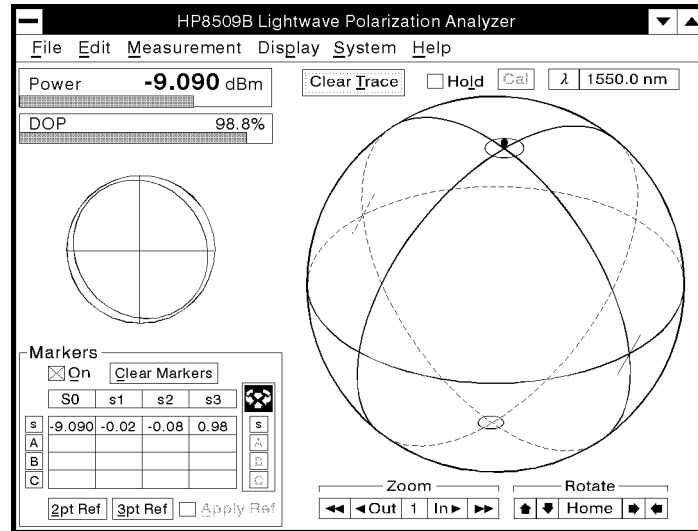 HP8509B Lightwave Polarization Analyzer
File Edit Measurement Display System Help
Power -9.090 dBm
Clear Trace Hold Cal λ 1550.0 nm
DOP 98.8%
Markers
On Clear Markers
S0 s1 s2 s3
s -9.090 -0.02 -0.08 0.98 s
A A
B B
C C
2pt Ref 3pt Ref Apply Ref
Zoom
Out 1 In
Rotate
Home